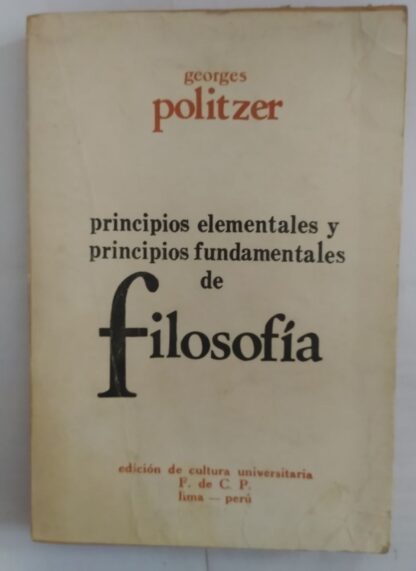 georges
politzer
principios elementales y
principios fundamentales
de
filosofía
edición de cultura universitaria
F. de C. P.
lima — perú